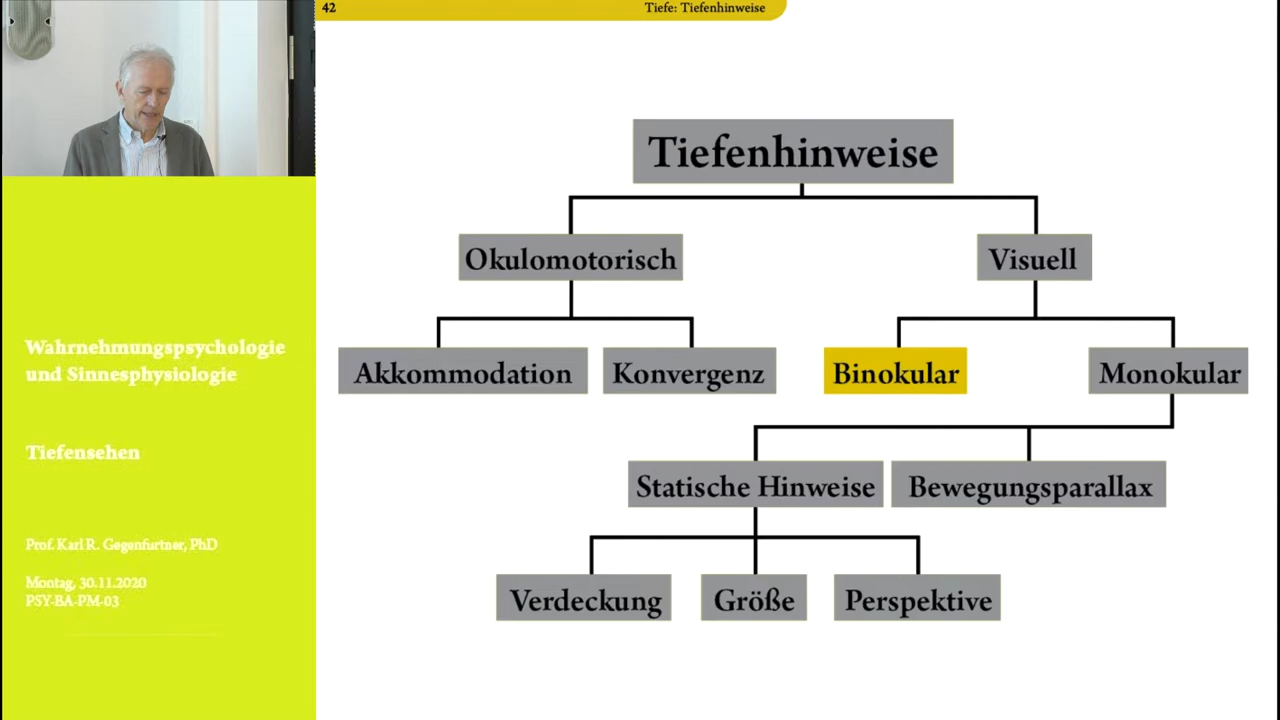 42
Tiefe: Tiefenhinweise
Tiefenhinweise
Okulomotorisch
Visuell
Akkommodation
Konvergenz
Binokular
Monokular
Statische Hinweise
Bewegungsparallax
Verdeckung
Größe
Perspektive
Wahrnehmungspsychologie
und Sinnesphysiologie
Tiefensehen
Prof. Karl R. Gegenfurtner, PhD
Montag, 30.11.2020
PSY-BA-PM-03